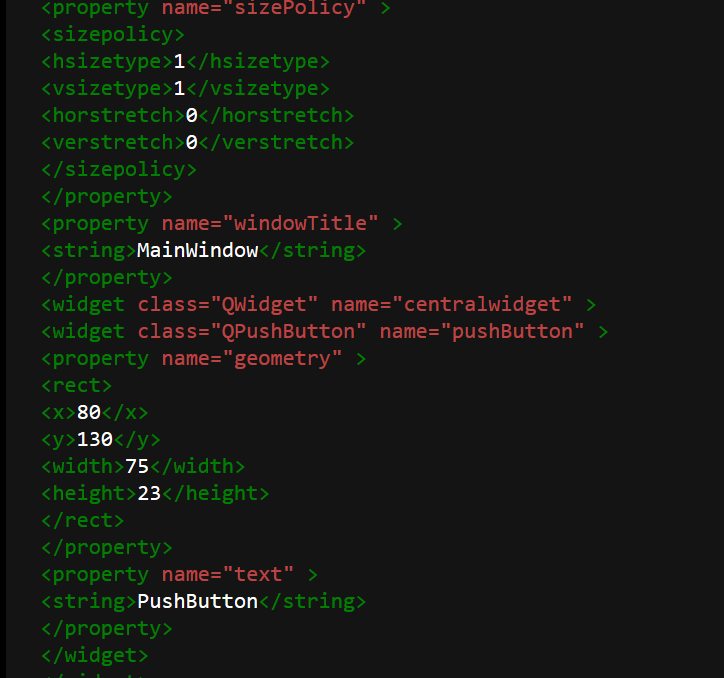 <property name="sizePolicy" >
<sizepolicy>
<hsizetype>1</hsizetype>
<vsizetype>1</vsizetype>
<horstretch>0</horstretch>
<verstretch>0</verstretch>
</sizepolicy>
</property>
<property name="windowTitle" >
<string>MainWindow</string>
</property>
<widget class="QWidget" name="centralwidget" >
<widget class="QPushButton" name="pushButton" >
<property name="geometry" >
<rect>
<x>80</x>
<y>130</y>
<width>75</width>
<height>23</height>
</rect>
</property>
<property name="text" >
<string>PushButton</string>
</property>
</widget>